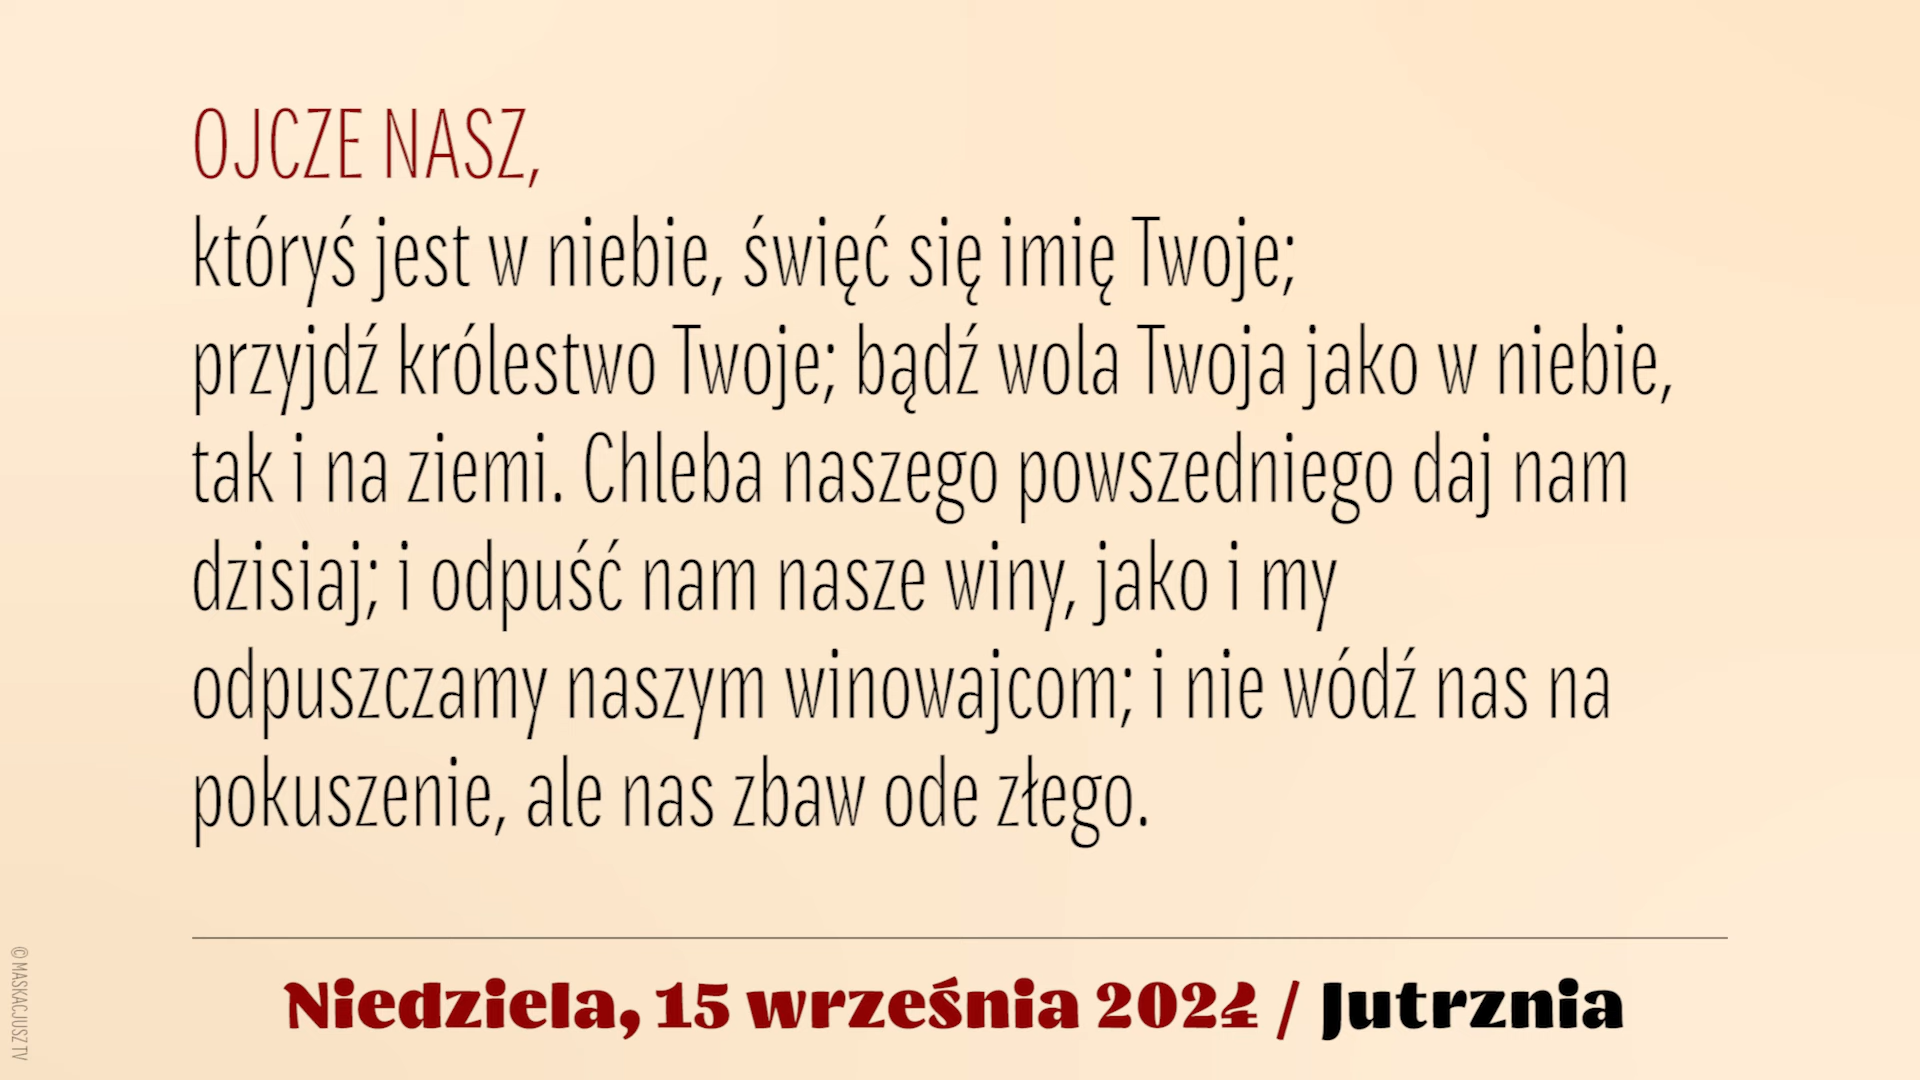 OJCZE NASZ,
któryś jest w niebie, święć się imię Twoje;
przyjdź królestwo Twoje; bądź wola Twoja jako w niebie,
tak i na ziemi. Chleba naszego powszedniego daj nam
dzisiaj; i odpuść nam nasze winy, jako i my
odpuszczamy naszym winowajcom; i nie wódź nas na
pokuszenie, ale nas zbaw ode złego.
Niedziela, 15 września 2024 / Jutrznia
© MASKACJUSZ TV